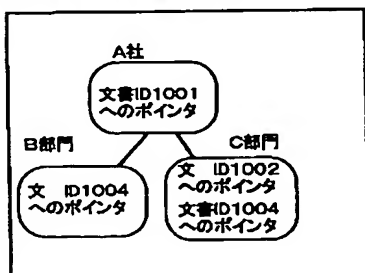 A社
文書ID1001
へのポインタ
B部門
文 ID1004
へのポインタ
C部門
文 ID1002
へのポインタ
文書ID1004
へのポインタ